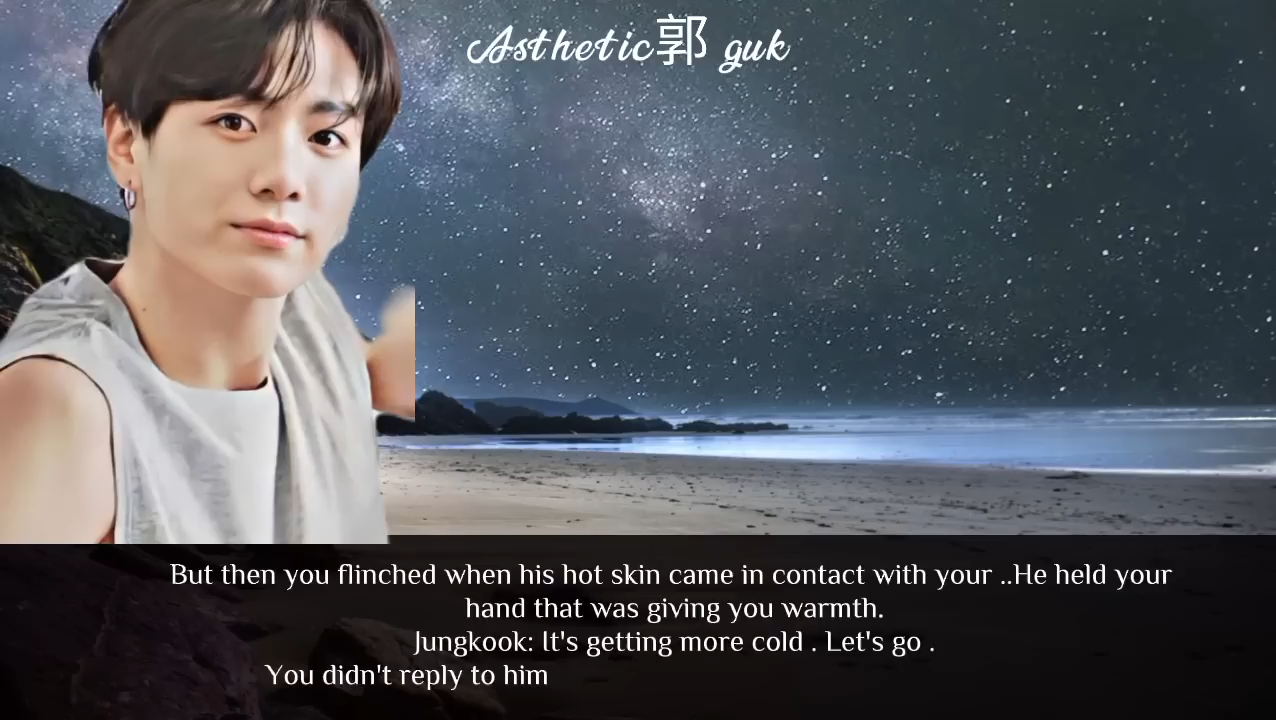 Asthetic郭 guk
But then you flinched when his hot skin came in contact with your ..He held your
hand that was giving you warmth.
Jungkook: It's getting more cold . Let's go .
You didn't reply to him